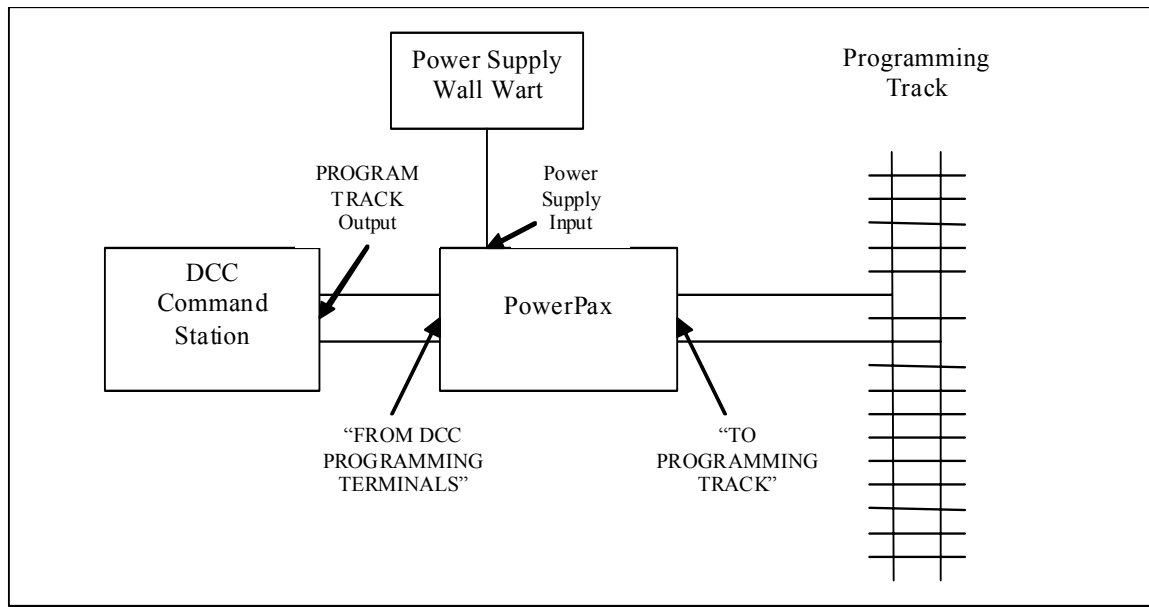 Power Supply
Wall Wart
Programming
Track
PROGRAM
TRACK
Output
Power
Supply
Input
DCC
Command
Station
PowerPax
“FROM DCC
PROGRAMMING
TERMINALS”
“TO
PROGRAMMING
TRACK”